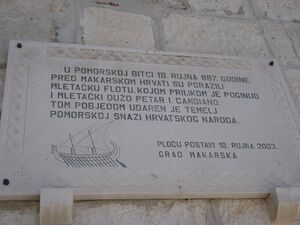 U POMORSKOJ BITCI 18. RUJNA 887. GODINE
PRED MAKARSKOM HRVATI SU PORAZILI
MLETAČKU FLOTU, KOJOM PRILIKOM JE POGINUO
I MLETAČKI DUŽD PETAR I. CANDIANO.
TOM POBJEDOM UDAREN JE TEMELJ
POMORSKOJ SNAZI HRVATSKOG NARODA.
PLOČU POSTAVI 18. RUJNA 2003.
GRAD MAKARSKA